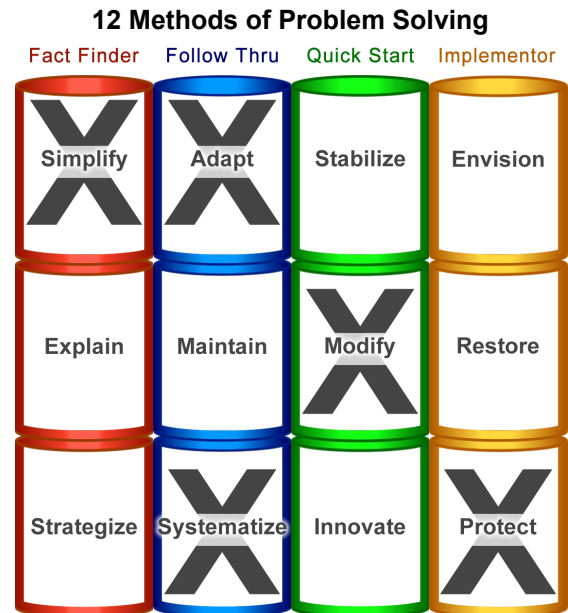 12 Methods of Problem Solving
Fact Finder Follow Thru Quick Start Implementor
Simplify Adapt Stabilize Envision
Explain Maintain Modify Restore
Strategize Systematize Innovate Protect